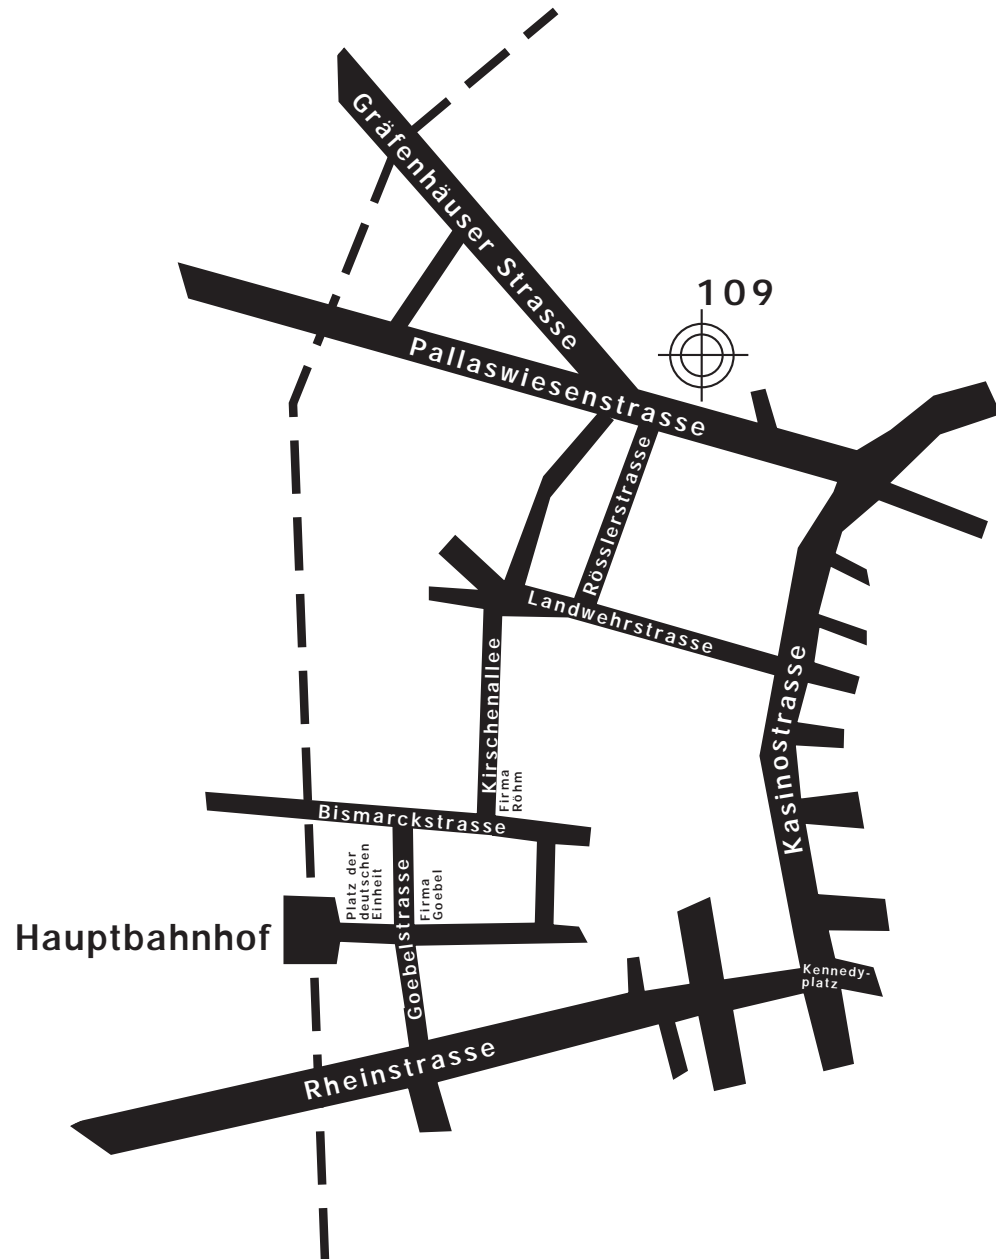 Gräfenhäuser Strasse
109
Pallaswiesenstrasse
Rösslerstrasse
Landwehrstrasse
Kirschenallee
Kasinostrasse
Firma
Röhm
Bismarckstrasse
Platz der
deutschen
Einheit
Goebelstrasse
Firma
Goebel
Hauptbahnhof
Kennedy-
platz
Rheinstrasse